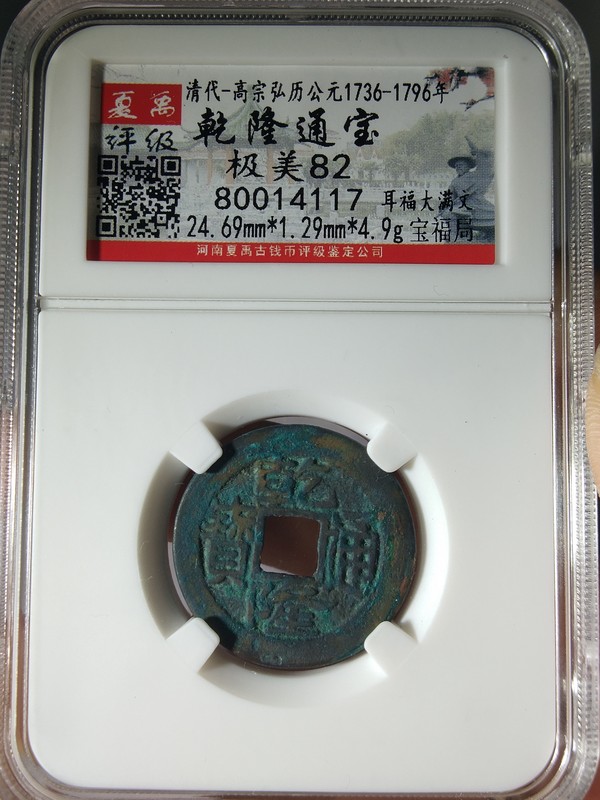 清代-高宗弘历公元1736-1796年
夏禹
评级
乾隆通宝
极美82
80014117 耳福大满文
24.69mm*1.29mm*4.9g 宝福局
河南夏禹古钱币评级鉴定公司
乾隆通寶